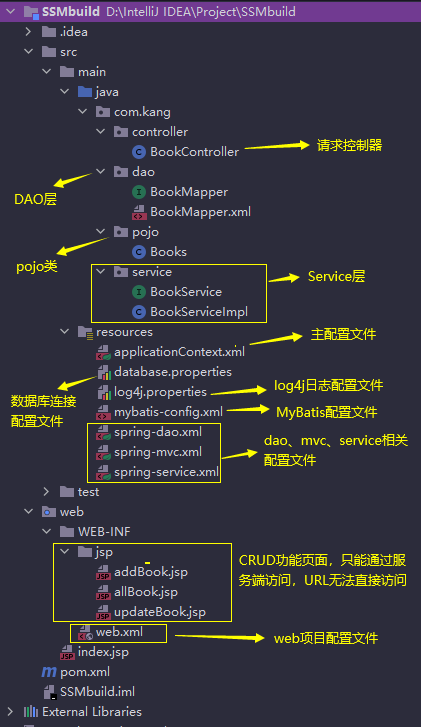 SSMbuild D:\IntelliJ IDEA\Project\SSMbuild
.idea
src
main
java
com.kang
controller
BookController
请求控制器
dao
DAO层
BookMapper
BookMapper.xml
pojo
pojo类
Books
service
Service层
BookService
BookServiceImpl
resources
主配置文件
applicationContext.xml
database.properties
数据库连接
配置文件
log4j.properties
log4j日志配置文件
mybatis-config.xml
MyBatis配置文件
spring-dao.xml
spring-mvc.xml
spring-service.xml
dao、mvc、service相关
配置文件
test
web
WEB-INF
jsp
addBook.jsp
allBook.jsp
updateBook.jsp
CRUD功能页面，只能通过服
务端访问，URL无法直接访问
web.xml
web项目配置文件
index.jsp
pom.xml
SSMbuild.iml
External Libraries